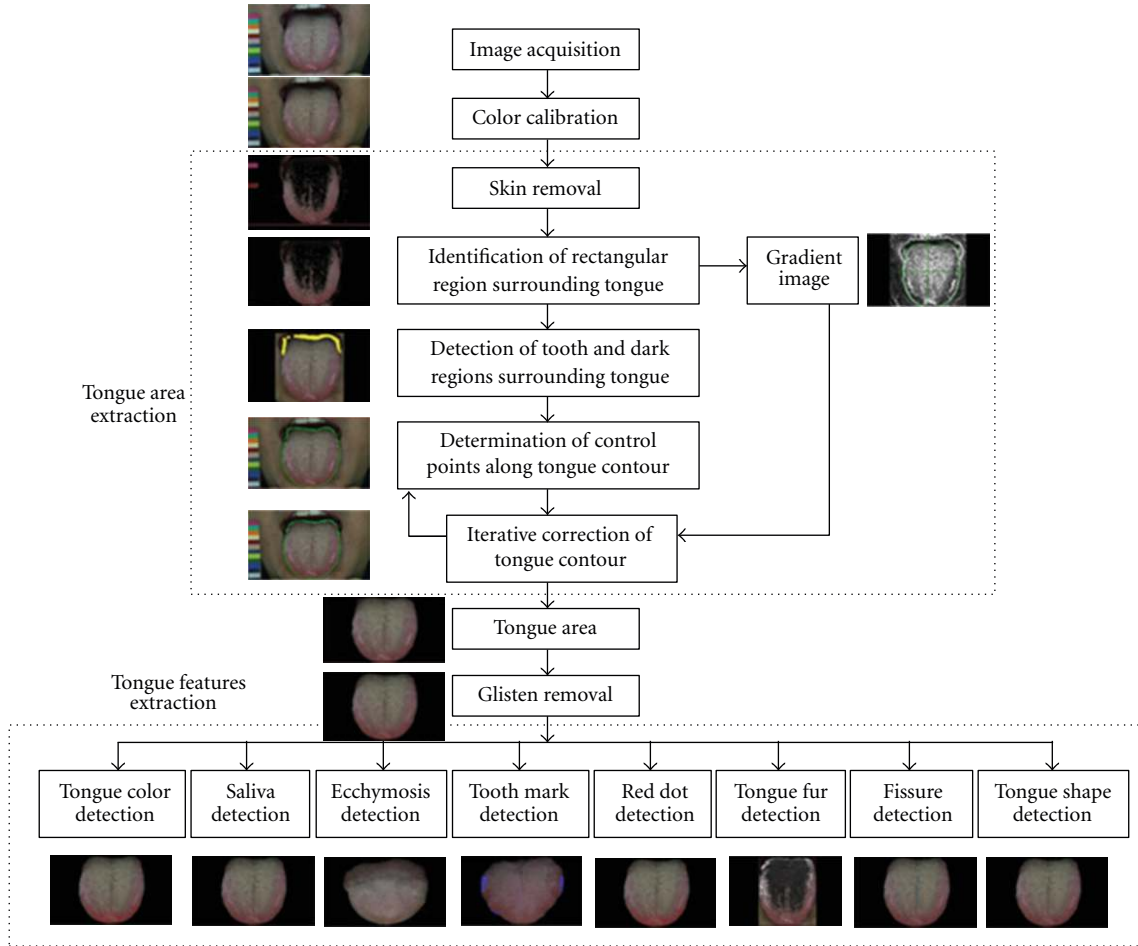 Image acquisition
Color calibration
Skin removal
Identification of rectangular
region surrounding tongue
Gradient
image
Detection of tooth and dark
regions surrounding tongue
Tongue area
extraction
Determination of control
points along tongue contour
Iterative correction of
tongue contour
Tongue area
Tongue features
extraction
Glisten removal
Tongue color
detection
Saliva
detection
Ecchymosis
detection
Tooth mark
detection
Red dot
detection
Tongue fur
detection
Fissure
detection
Tongue shape
detection